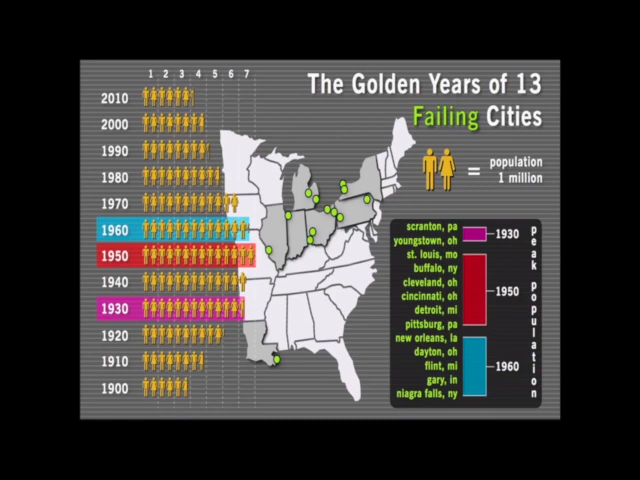 The Golden Years of 13
Failing Cities
1 2 3 4 5 6 7
2010
2000
1990
1980
1970
1960
1950
1940
1930
1920
1910
1900
= population
1 million
scranton, pa
youngstown, oh
st. louis, mo
buffalo, ny
cleveland, oh
cincinnati, oh
detroit, mi
pittsburg, pa
new orleans, la
dayton, oh
flint, mi
gary, in
niagra falls, ny
1930
1950
1960
peak population